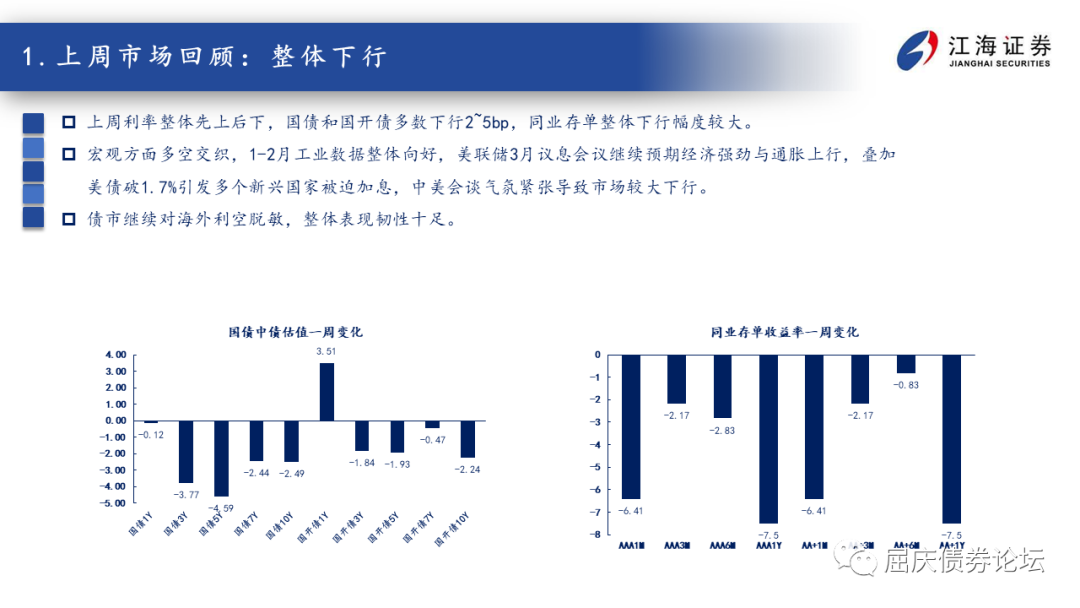 1.上周市场回顾：整体下行
江海证券
JIANGHAI SECURITIES
上周利率整体先上后下，国债和国开债多数下行2~5bp，同业存单整体下行幅度较大。
宏观方面多空交织，1-2月工业数据整体向好，美联储3月议息会议继续预期经济强劲与通胀上行，叠加
美债破1.7%引发多个新兴国家被迫加息，中美会谈气氛紧张导致市场较大下行。
债市继续对海外利空脱敏，整体表现韧性十足。
国债中债估值一周变化
4.00
3.00
2.00
1.00
0.00
-1.00
-2.00
-3.00
-4.00
-5.00
-0.12
-3.77
-4.59
-2.44
-2.49
3.51
-1.84
-1.93
-0.47
-2.24
国债1Y
国债3Y
国债5Y
国债7Y
国债10Y
国开债1Y
国开债3Y
国开债5Y
国开债7Y
国开债10Y
同业存单收益率一周变化
0
-1
-2
-3
-4
-5
-6
-7
-8
-6.41
-2.17
-2.83
-7.5
-6.41
-2.17
-0.83
-7.5
AAA1M
AAA3M
AAA6M
AAA1Y
AA+1M
AA+3M
AA+6M
AA+1Y
屈庆债券论坛